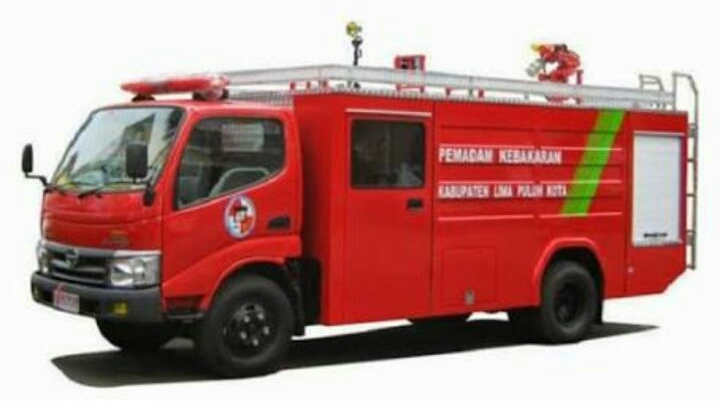 PEMADAM KEBAKARAN
KABUPATEN LIMA PULUH KOTA